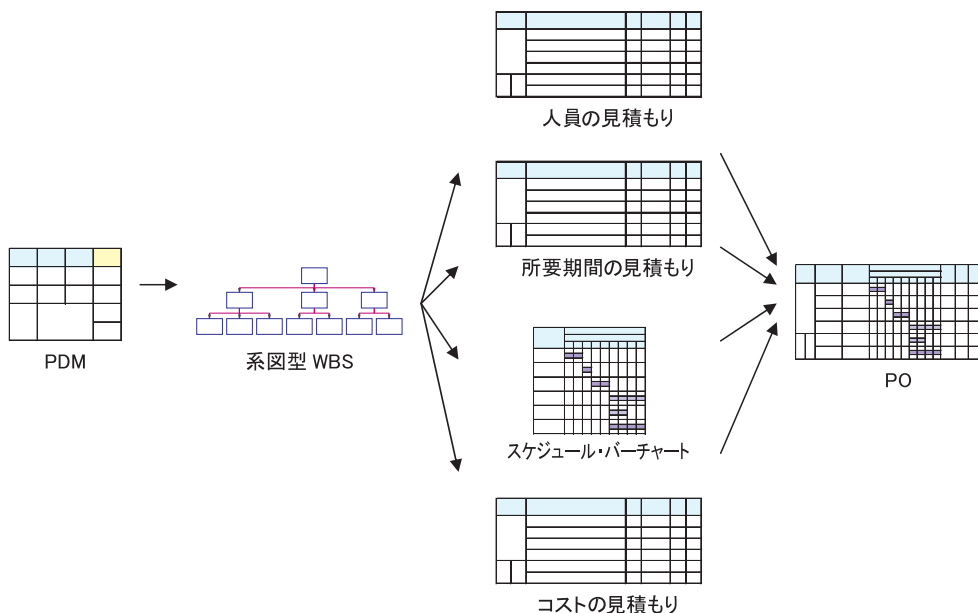 人員の見積もり
所要期間の見積もり
PDM
系図型 WBS
スケジュール・バーチャート
PO
コストの見積もり